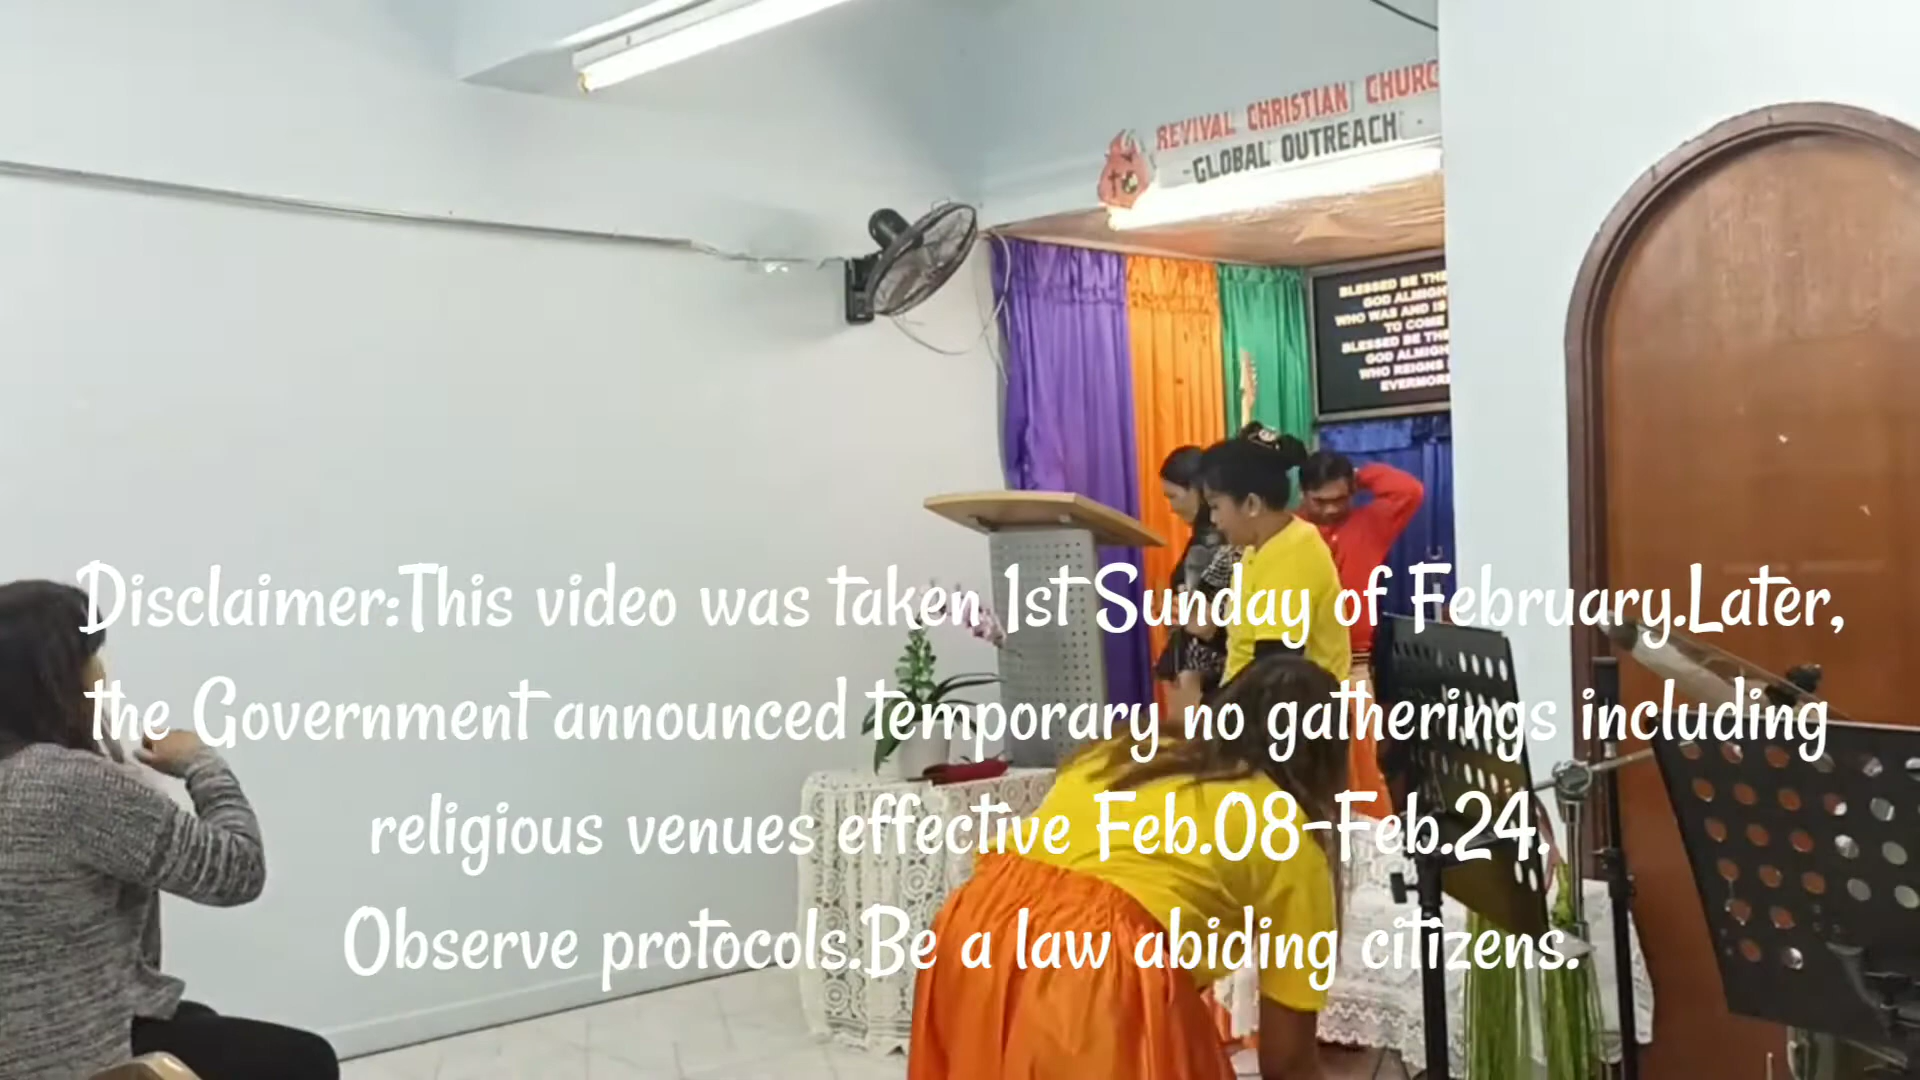 REVIVAL CHRISTIAN CHURC
-GLOBAL OUTREACH-
BLESSED BE THE
GOD ALMIGH
WHO WAS AND IS
TO COME
BLESSED BE THE
GOD ALMIGH
WHO REIGNS
EVERMORE
Disclaimer:This video was taken 1st Sunday of February.Later,
the Government announced temporary no gatherings including
religious venues effective Feb.08-Feb.24.
Observe protocols.Be a law abiding citizens.